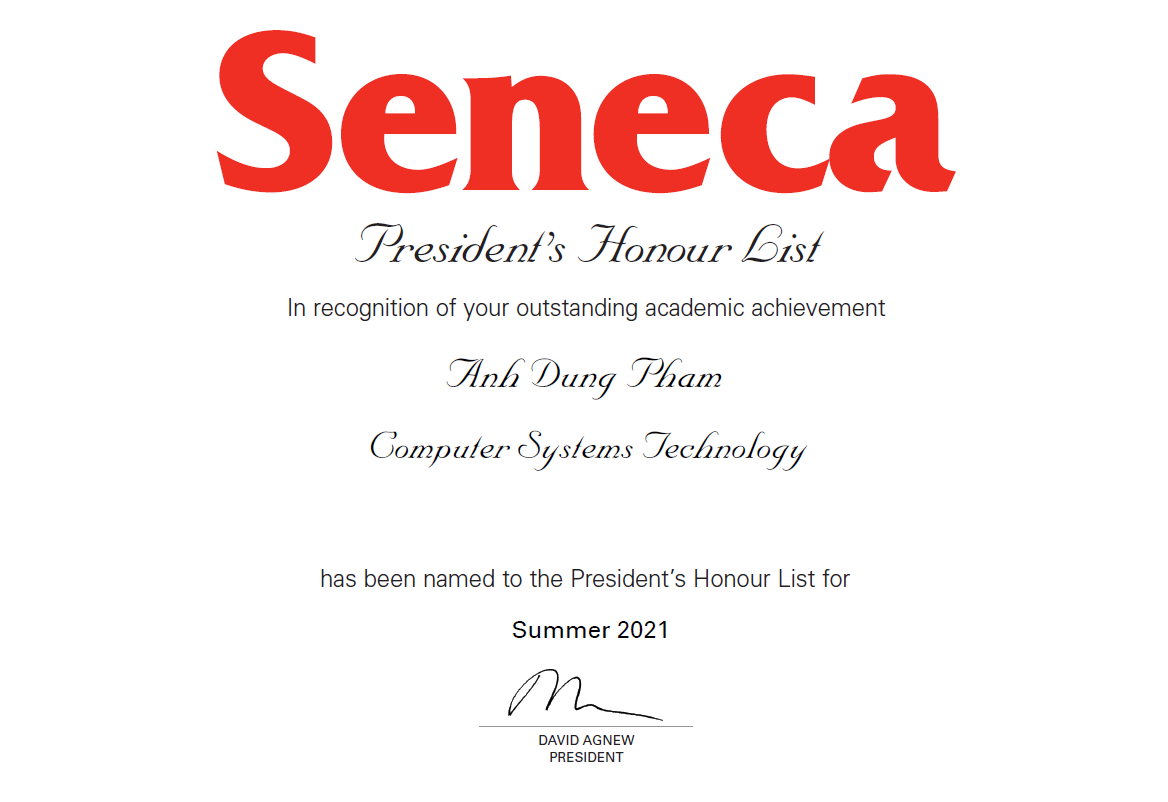 Seneca
President's Honour List
In recognition of your outstanding academic achievement
Anh Dung Pham
Computer Systems Technology
has been named to the President's Honour List for
Summer 2021
DAVID AGNEW
PRESIDENT